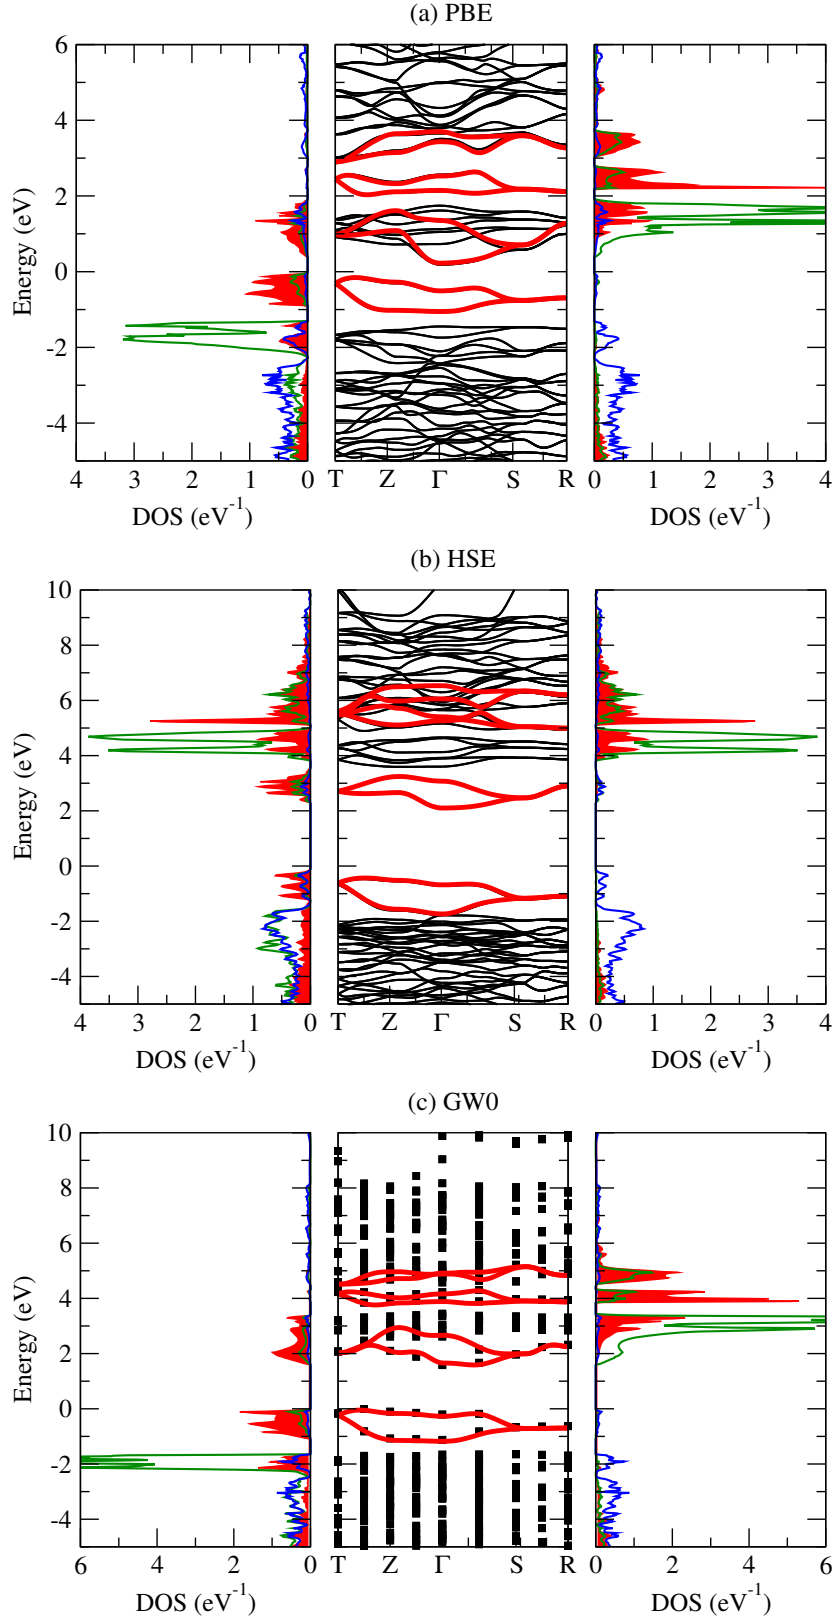 (a) PBE
6
4
2
0
-2
-4
Energy (eV)
4 3 2 1 0
DOS (eV⁻¹)
T Z Γ S R
0 1 2 3 4
DOS (eV⁻¹)
(b) HSE
10
8
6
4
2
0
-2
-4
Energy (eV)
4 3 2 1 0
DOS (eV⁻¹)
T Z Γ S R
0 1 2 3 4
DOS (eV⁻¹)
(c) GW0
10
8
6
4
2
0
-2
-4
Energy (eV)
6 4 2 0
DOS (eV⁻¹)
T Z Γ S R
0 2 4 6
DOS (eV⁻¹)